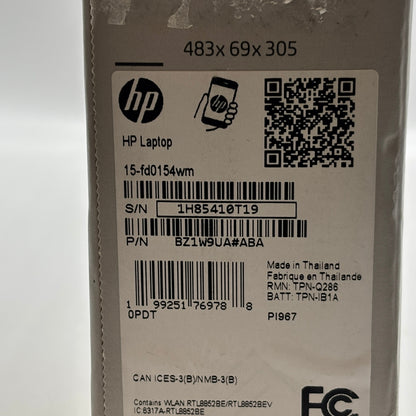 483x 69x 305
hp
HP Laptop
15-fd0154wm
S/N 1H85410T19
P/N BZ1W9UA#ABA
Made in Thailand
Fabrique en Thailande
RMN: TPN-Q286
BATT: TPN-IB1A
1 99251 76978 8
0PDT
PI967
CAN ICES-3(B)/NMB-3(B)
Contains WLAN RTL8852BE/RTL8852BEV
IC:6317A-RTL8852BE
FC